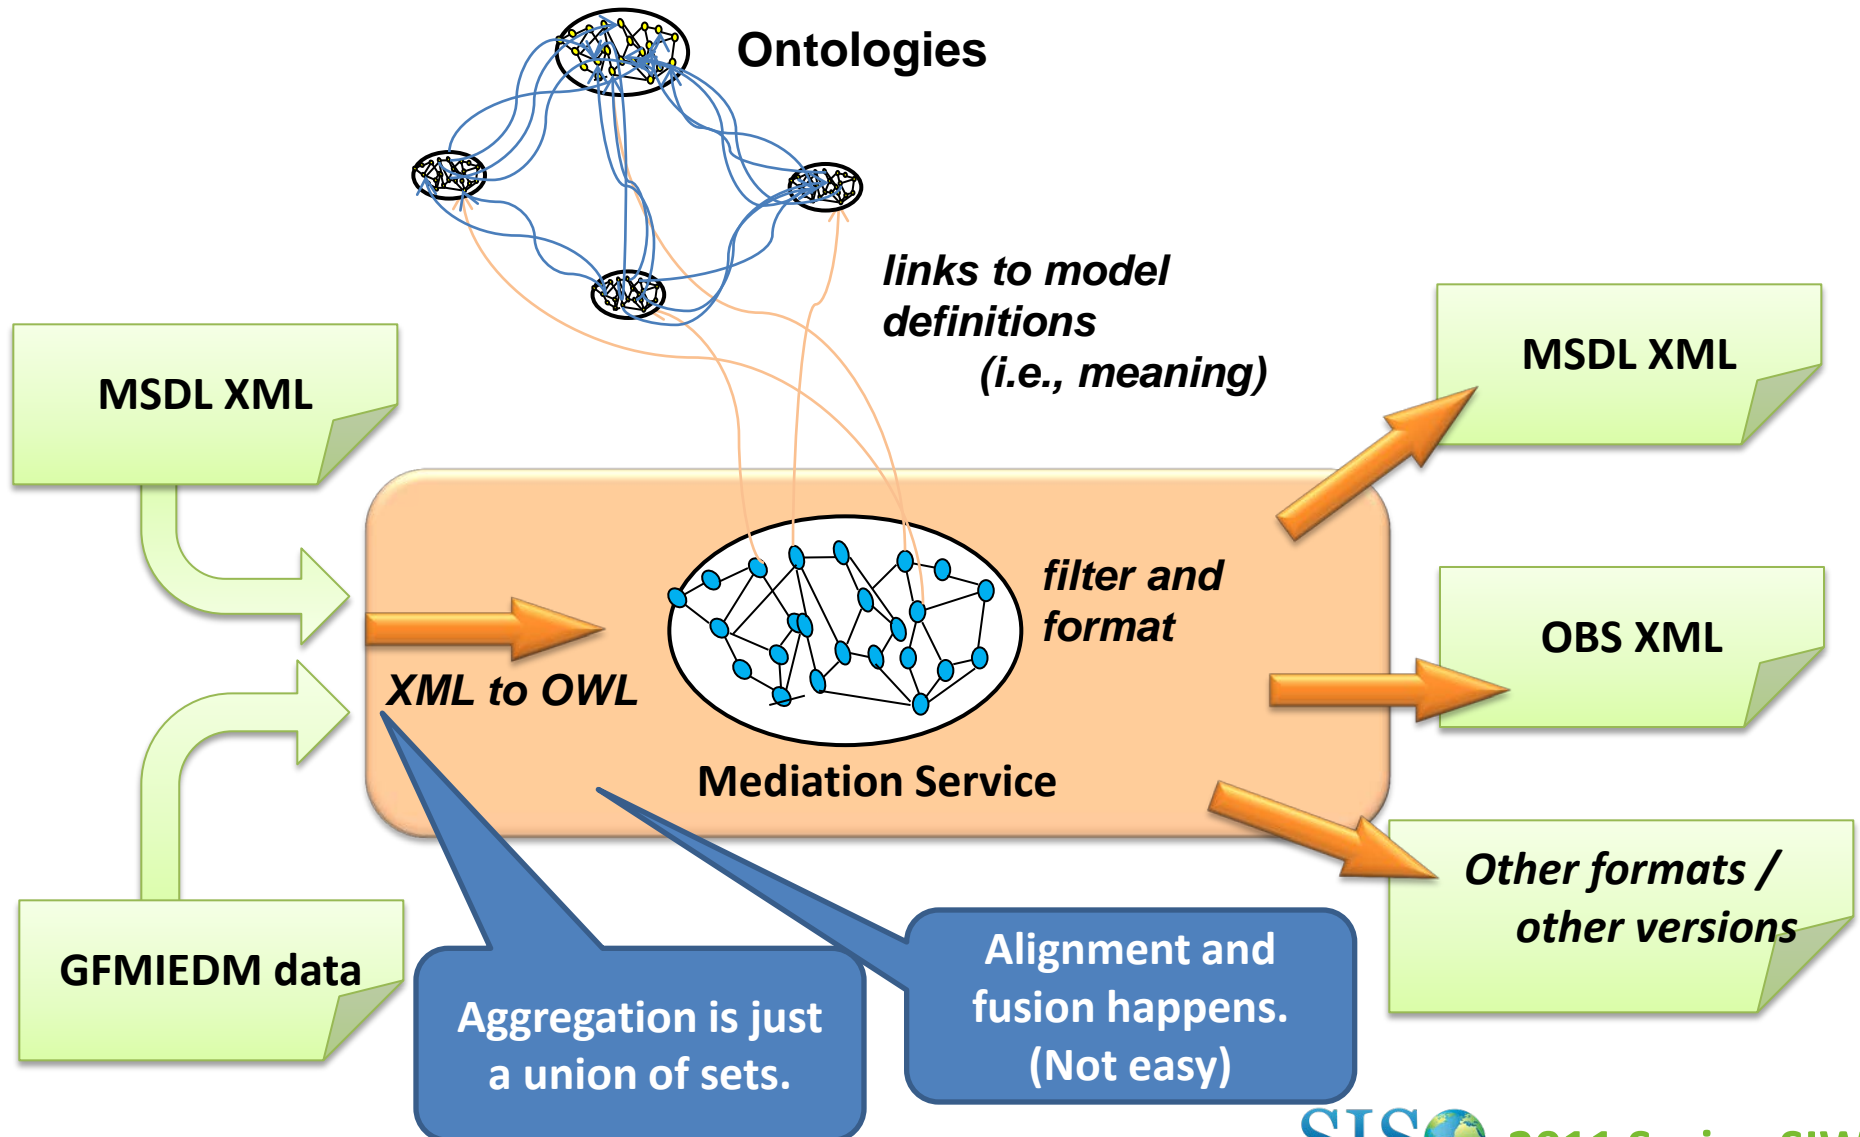 Ontologies
links to model
definitions
(i.e., meaning)
MSDL XML
MSDL XML
filter and
format
XML to OWL
OBS XML
Mediation Service
Other formats /
other versions
GFMIEDM data
Aggregation is just
a union of sets.
Alignment and
fusion happens.
(Not easy)